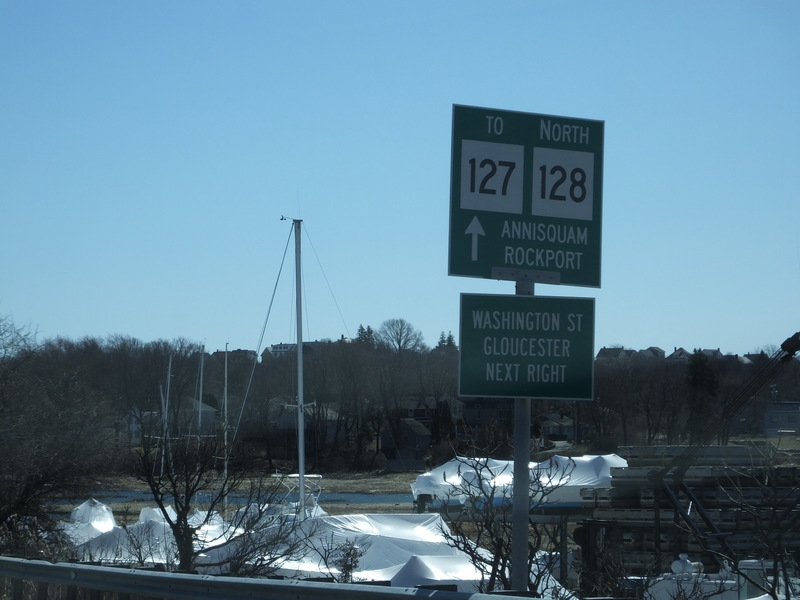 TO NORTH
127 128
ANNISQUAM
ROCKPORT
WASHINGTON ST
GLOUCESTER
NEXT RIGHT